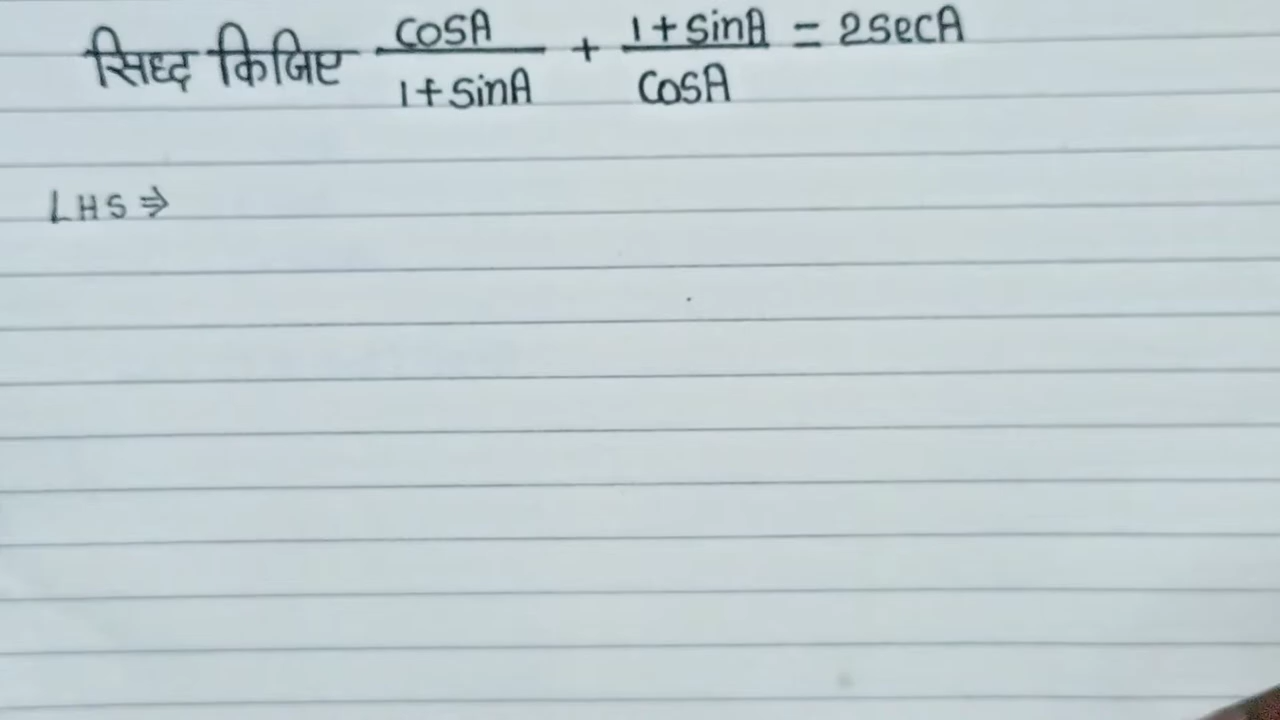 सिध्द किजिए cosA/1+sinA + 1+sinA/cosA = 2secA
LHS ⇒